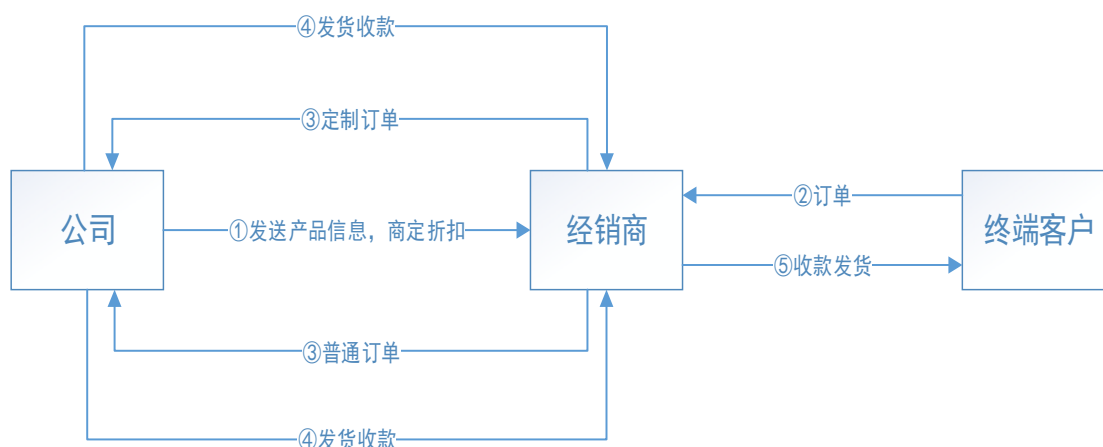 ④发货收款
③定制订单
公司
①发送产品信息，商定折扣
经销商
②订单
⑤收款发货
终端客户
③普通订单
④发货收款